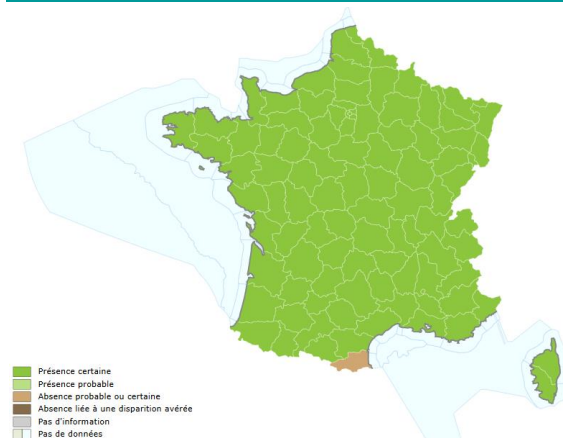 Présence certaine
Présence probable
Absence probable ou certaine
Absence liée à une disparition avérée
Pas d'information
Pas de données